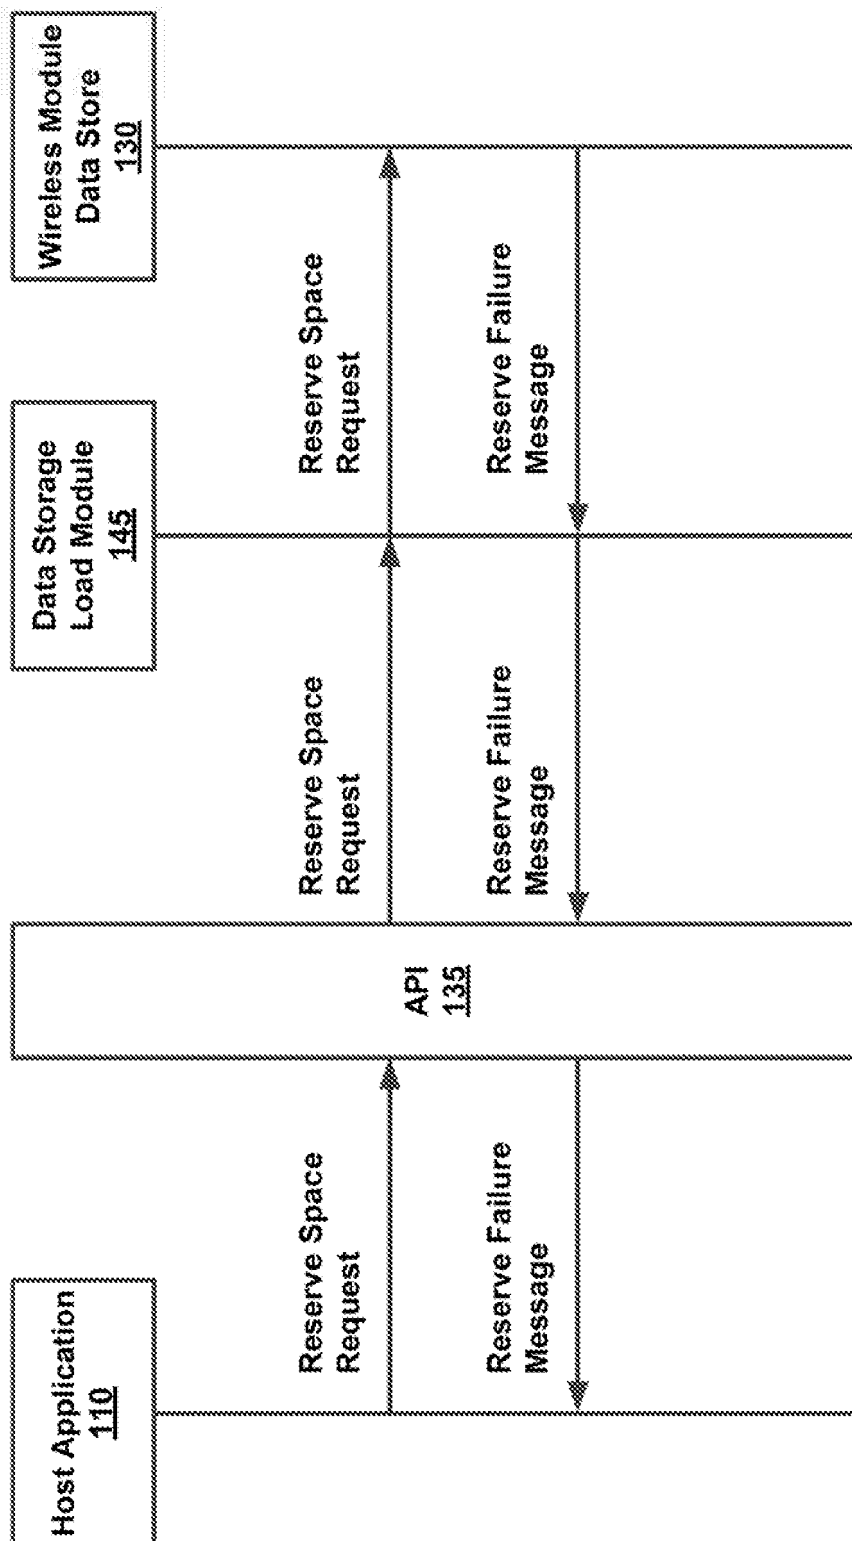 Host Application
110
API
135
Data Storage
Load Module
145
Wireless Module
Data Store
130
Reserve Space
Request
Reserve Space
Request
Reserve Space
Request
Reserve Failure
Message
Reserve Failure
Message
Reserve Failure
Message